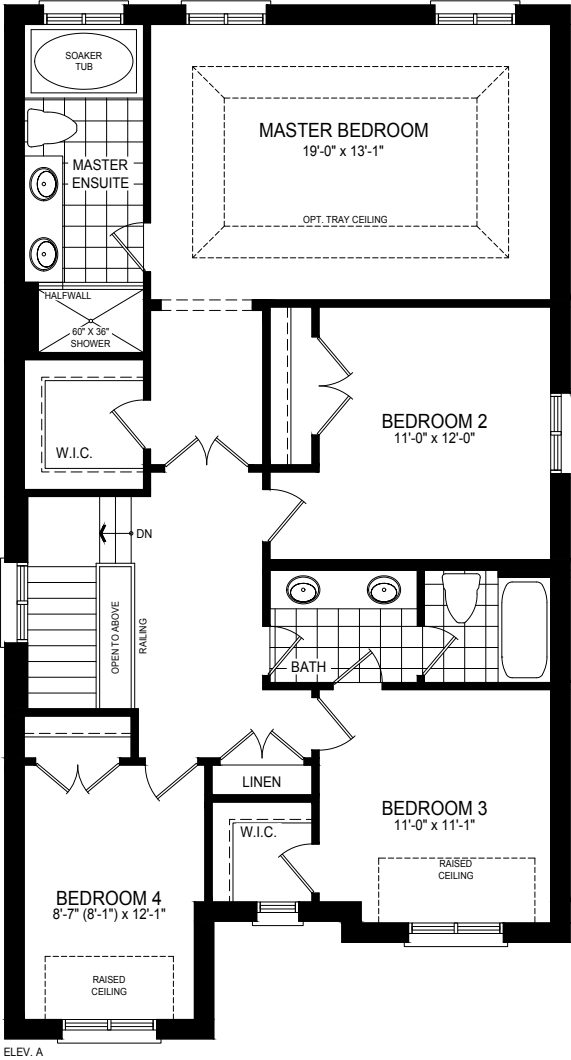 SOAKER
TUB
MASTER BEDROOM
19'-0" x 13'-1"
MASTER
ENSUITE
OPT. TRAY CEILING
HALFWALL
60" X 36"
SHOWER
BEDROOM 2
11'-0" x 12'-0"
W.I.C.
DN
OPEN TO ABOVE
RAILING
BATH
LINEN
BEDROOM 3
11'-0" x 11'-1"
W.I.C.
RAISED
CEILING
BEDROOM 4
8'-7" (8'-1") x 12'-1"
RAISED
CEILING
ELEV. A